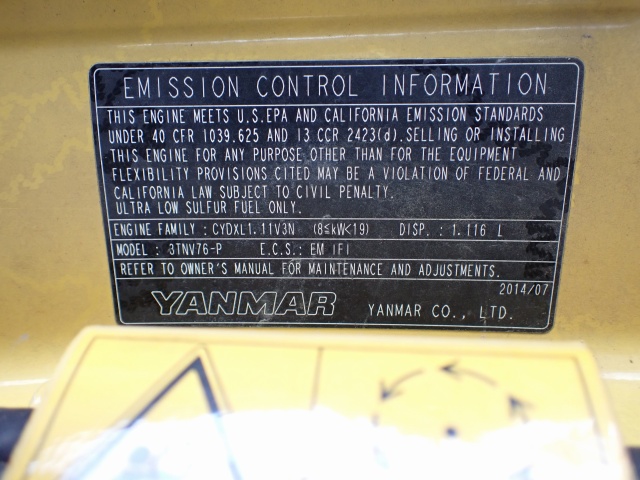 EMISSION CONTROL INFORMATION
THIS ENGINE MEETS U.S.EPA AND CALIFORNIA EMISSION STANDARDS
UNDER 40 CFR 1039.625 AND 13 CCR 2423(d).SELLING OR INSTALLING
THIS ENGINE FOR ANY PURPOSE OTHER THAN FOR THE EQUIPMENT
FLEXIBILITY PROVISIONS CITED MAY BE A VIOLATION OF FEDERAL AND
CALIFORNIA LAW SUBJECT TO CIVIL PENALTY.
ULTRA LOW SULFUR FUEL ONLY.
ENGINE FAMILY : CYDXL1.11V3N (8≤kW<19) DISP. : 1.116 L
MODEL : 3TNV76-P E.C.S: EM IFI
REFER TO OWNER'S MANUAL FOR MAINTENANCE AND ADJUSTMENTS.
2014/07
YANMAR YANMAR CO., LTD.